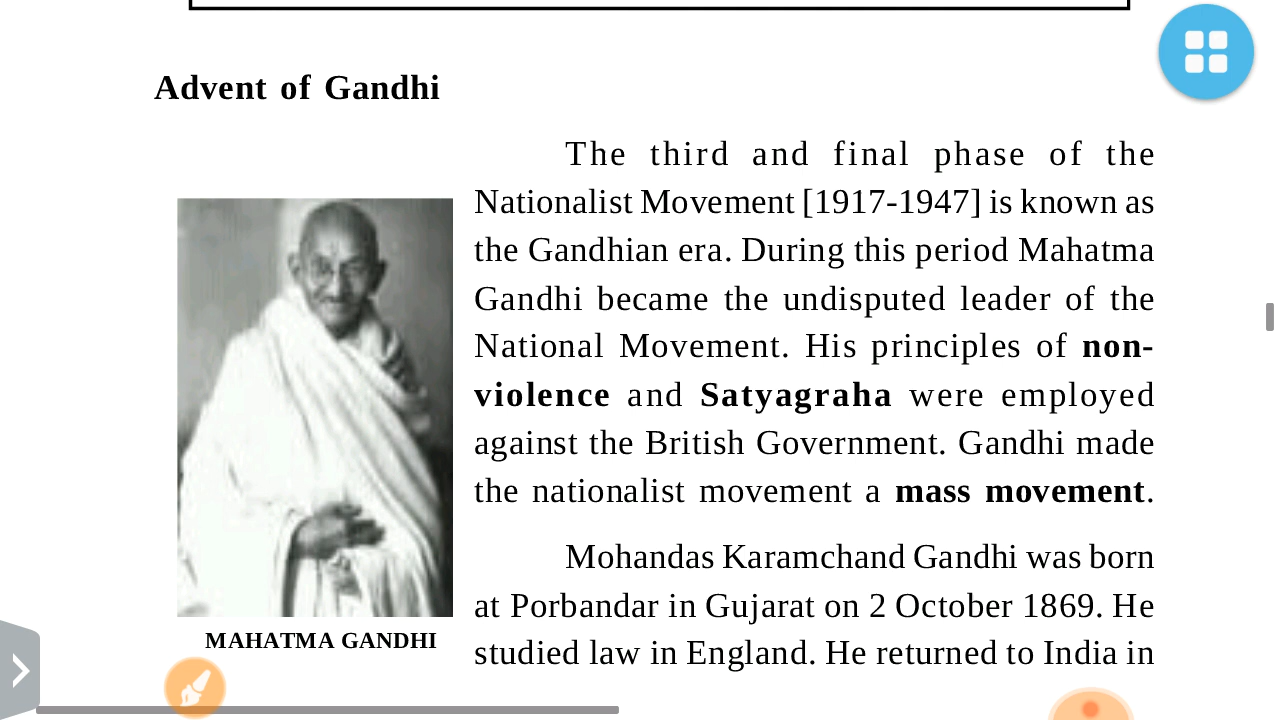 Advent of Gandhi
The third and final phase of the
Nationalist Movement [1917-1947] is known as
the Gandhian era. During this period Mahatma
Gandhi became the undisputed leader of the
National Movement. His principles of non-
violence and Satyagraha were employed
against the British Government. Gandhi made
the nationalist movement a mass movement.
Mohandas Karamchand Gandhi was born
at Porbandar in Gujarat on 2 October 1869. He
studied law in England. He returned to India in
MAHATMA GANDHI